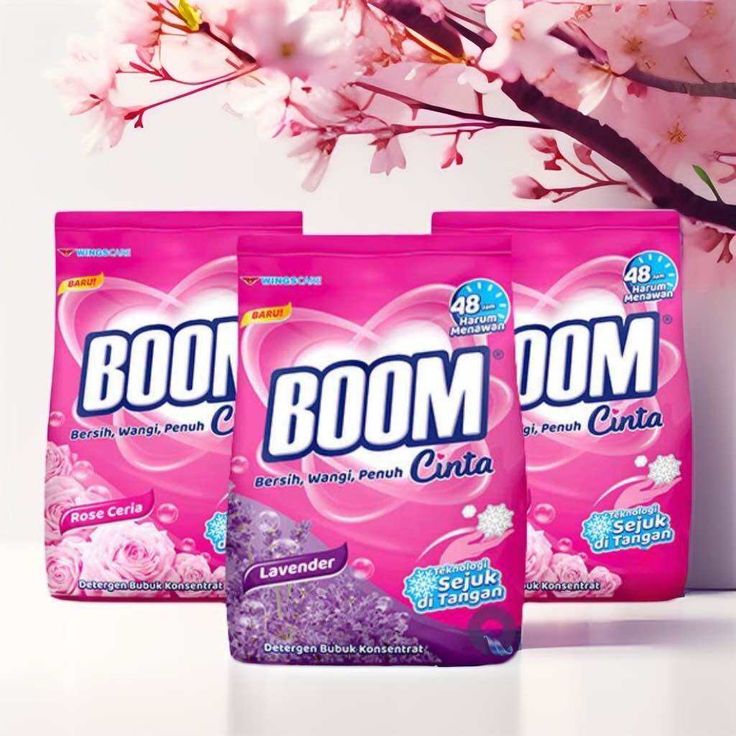 WINGSCARE
BARU!
BOOM
Bersih, Wangi, Penuh Cinta
Rose Ceria
Detergen Bubuk Konsentrat
WINGSCARE
BARU!
48 Jam
Harum
Menawan
BOOM
Bersih, Wangi, Penuh Cinta
Lavender
Teknologi
Sejuk
di Tangan
Detergen Bubuk Konsentrat
48 Jam
Harum
Menawan
OOM
gi, Penuh Cinta
Teknologi
Sejuk
di Tangan
uk Konsentrat